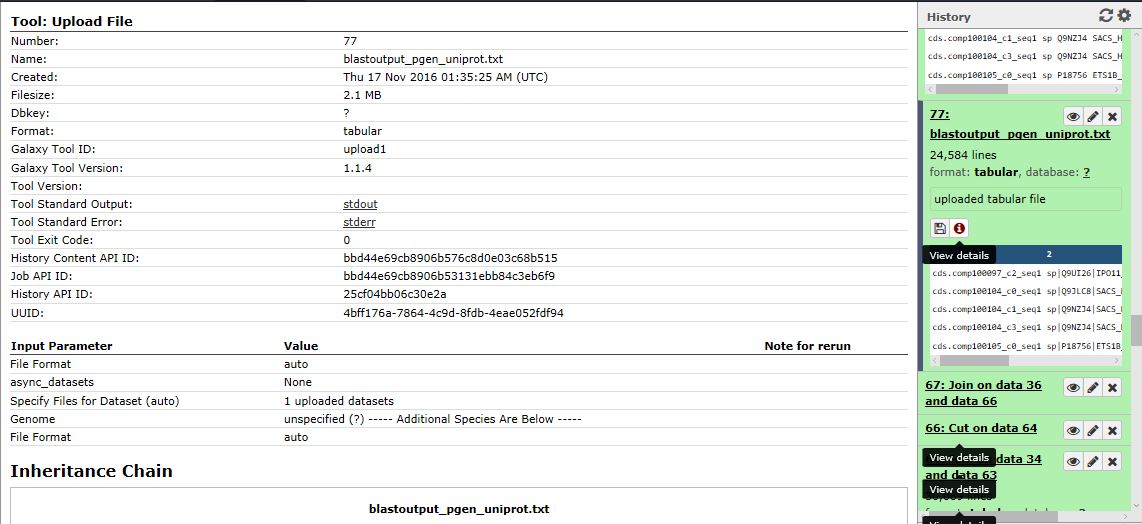 Tool: Upload File
Number: 77
Name: blastoutput_pgen_uniprot.txt
Created: Thu 17 Nov 2016 01:35:25 AM (UTC)
Filesize: 2.1 MB
Dbkey: ?
Format: tabular
Galaxy Tool ID: upload1
Galaxy Tool Version: 1.1.4
Tool Version:
Tool Standard Output: stdout
Tool Standard Error: stderr
Tool Exit Code: 0
History Content API ID: bbd44e69cb8906b576c8d0e03c68b515
Job API ID: bbd44e69cb8906b53131ebb84c3eb6f9
History API ID: 25cf04bb06c30e2a
UUID: 4bff176a-7864-4c9d-8fdb-4eae052fdf94
Input Parameter Value Note for rerun
File Format auto
async_datasets None
Specify Files for Dataset (auto) 1 uploaded datasets
Genome unspecified (?) ----- Additional Species Are Below -----
File Format auto
Inheritance Chain
blastoutput_pgen_uniprot.txt
History
cds.comp100104_c1_seq1 sp Q9NZJ4 SACS_H
cds.comp100104_c3_seq1 sp Q9NZJ4 SACS_H
cds.comp100105_c0_seq1 sp P18756 ETS1B_
77:
blastoutput_pgen_uniprot.txt
24,584 lines
format: tabular, database: ?
uploaded tabular file
View details 2
cds.comp100097_c2_seq1 sp|Q9UI26|IPO11_
cds.comp100104_c0_seq1 sp|Q9JLC8|SACS_
cds.comp100104_c1_seq1 sp|Q9NZJ4|SACS_
cds.comp100104_c3_seq1 sp|Q9NZJ4|SACS_
cds.comp100105_c0_seq1 sp|P18756|ETS1B_
67: Join on data 36
and data 66
66: Cut on data 64
View details data 34
and data 63
View details